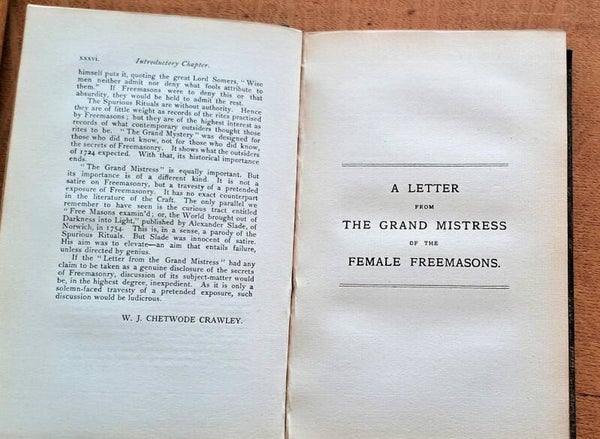 xxxvi. Introductory Chapter.
himself puts it, quoting the great Lord Somers, "Wise
men neither admit nor deny what fools attribute to
them." If Freemasons were to deny this or that
absurdity, they would be held to admit the rest.
The Spurious Rituals are without authority. Hence
they are of little weight as records of the rites practised
by Freemasons; but they are of the highest interest as
records of what contemporary outsiders thought those
rites to be. "The Grand Mystery" was designed for
those who did not know, not for those who did know,
the secrets of Freemasonry. It shows what the outsiders
of 1724 expected. With that, its historical importance
ends.
"The Grand Mistress" is equally important. But
its importance is of a different kind. It is not a
satire on Freemasonry, but a travesty of a pretended
exposure of Freemasonry. It has no exact counterpart
in the literature of the Craft. The only parallel we
remember to have seen is the curious tract entitled
"Free Masons examin'd; or, the World brought out of
Darkness into Light," published by Alexander Slade, of
Norwich, in 1754. This is, in a sense, a parody of the
Spurious Rituals. But Slade was innocent of satire.
His aim was to elevate—an aim that entails failure,
unless directed by genius.
If the "Letter from the Grand Mistress" had any
claim to be taken as a genuine disclosure of the secrets
of Freemasonry, discussion of its subject-matter would
be, in the highest degree, inexpedient. As it is only a
solemn-faced travesty of a pretended exposure, such
discussion would be ludicrous.
W. J. CHETWODE CRAWLEY.
A LETTER
FROM
THE GRAND MISTRESS
OF THE
FEMALE FREEMASONS.